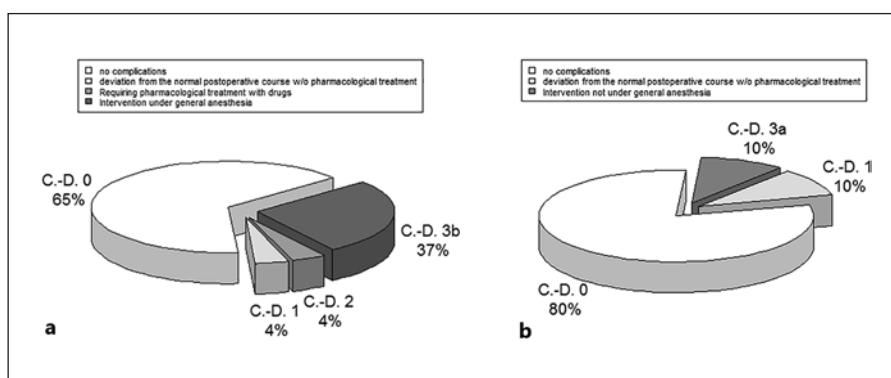 no complications
deviation from the normal postoperative course w/o pharmacological treatment
Requiring pharmacological treatment with drugs
Intervention under general anesthesia
C.-D. 0
65%
C.-D. 3b
37%
C.-D. 2
4%
C.-D. 1
4%
a
no complications
deviation from the normal postoperative course w/o pharmacological treatment
Intervention not under general anesthesia
C.-D. 3a
10%
C.-D. 1
10%
C.-D. 0
80%
b